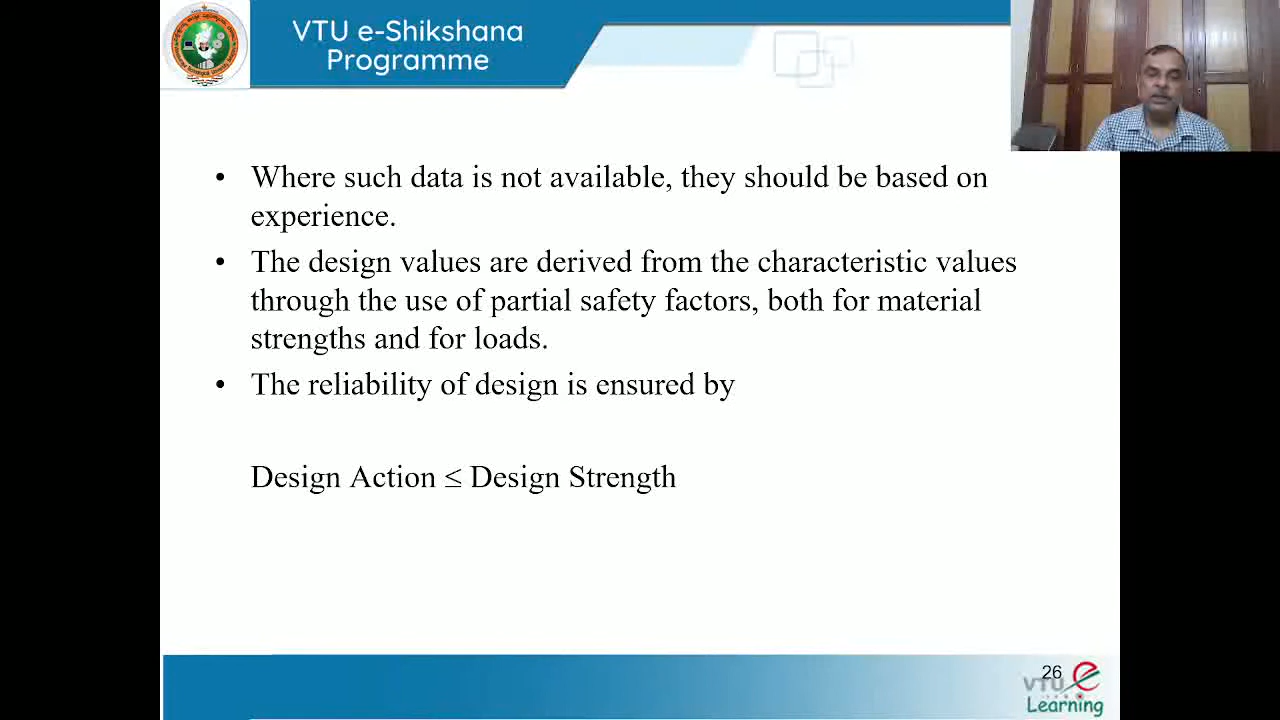 VTU e-Shikshana
Programme
• Where such data is not available, they should be based on
experience.
• The design values are derived from the characteristic values
through the use of partial safety factors, both for material
strengths and for loads.
• The reliability of design is ensured by
Design Action ≤ Design Strength
26
VTU e
Learning